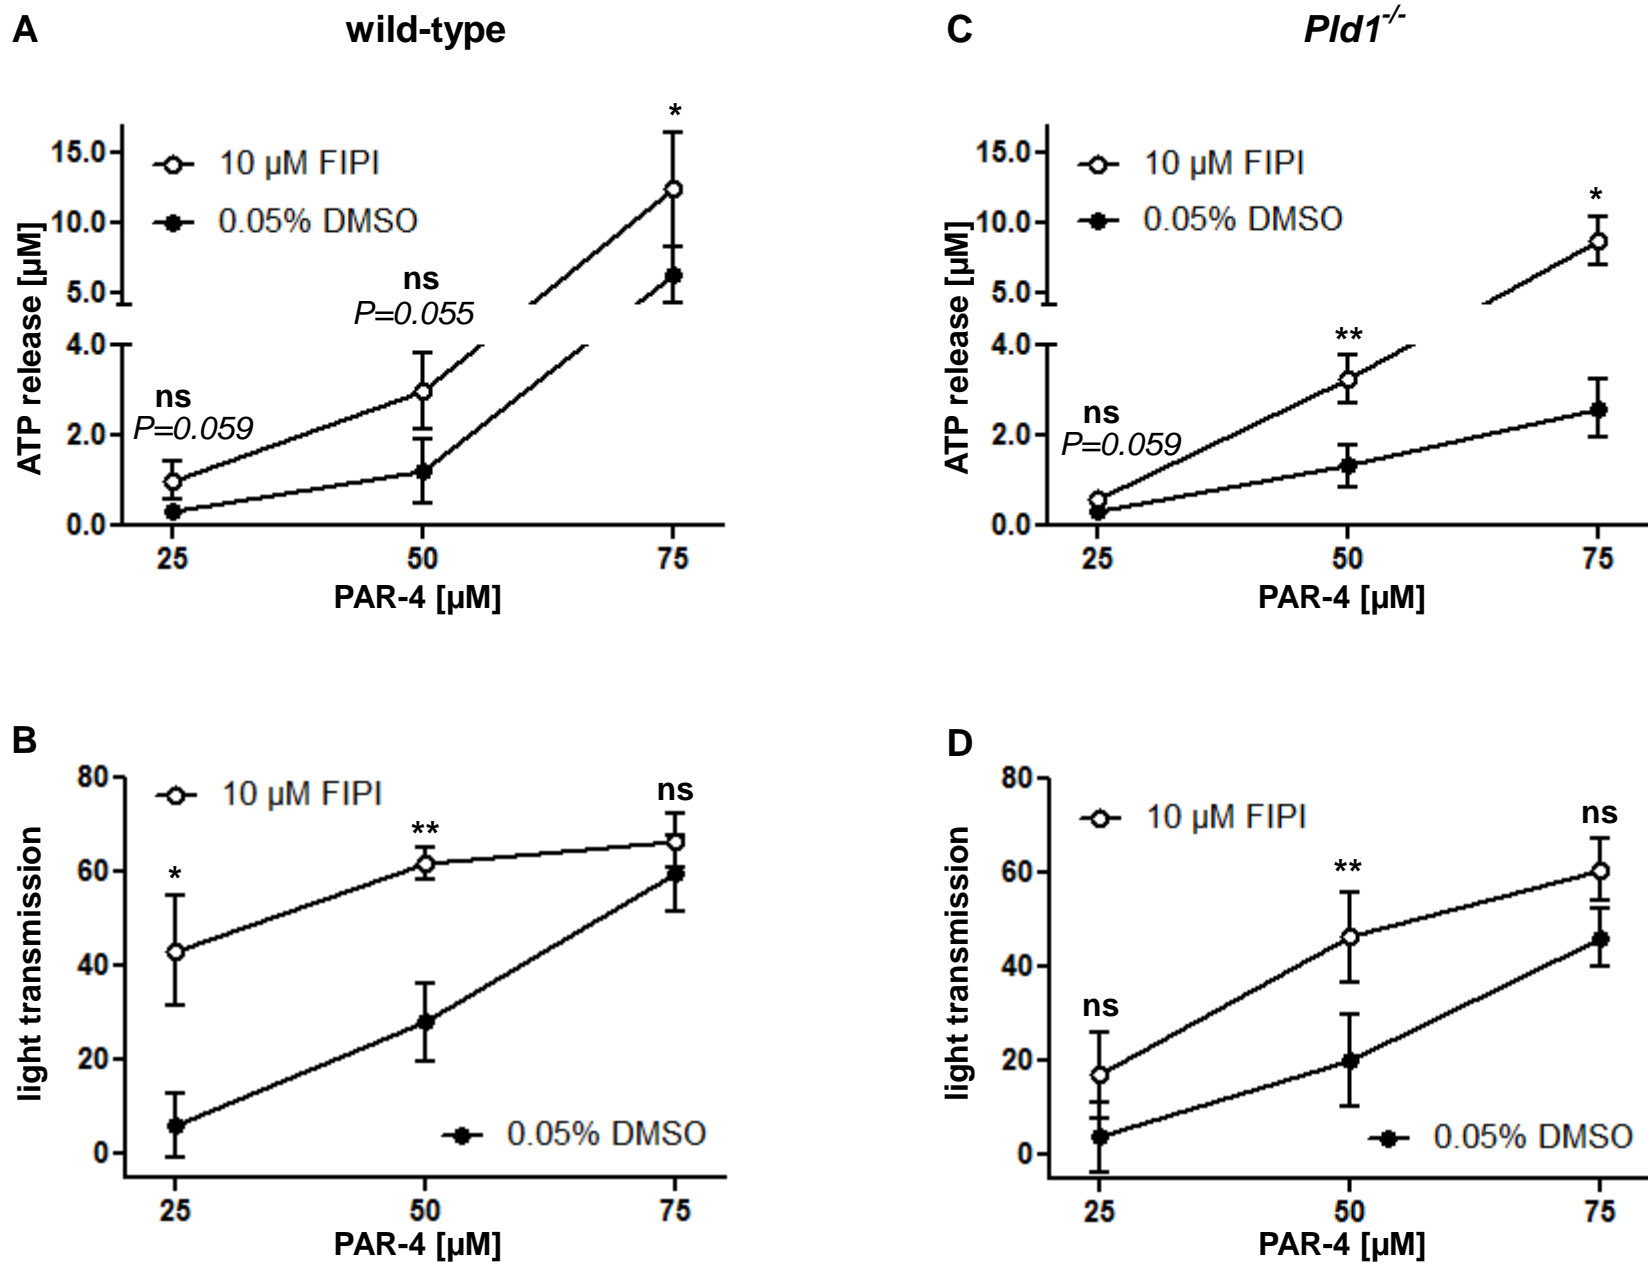 A
wild-type
ATP release [µM]
15.0
10.0
5.0
4.0
2.0
0.0
10 µM FIPI
0.05% DMSO
ns
P=0.059
ns
P=0.055
*
25
50
75
PAR-4 [µM]
C
Pld1-/-
ATP release [µM]
15.0
10.0
5.0
4.0
2.0
0.0
10 µM FIPI
0.05% DMSO
ns
P=0.059
**
*
25
50
75
PAR-4 [µM]
B
light transmission
80
60
40
20
0
10 µM FIPI
*
**
ns
0.05% DMSO
25
50
75
PAR-4 [µM]
D
light transmission
80
60
40
20
0
10 µM FIPI
ns
**
ns
0.05% DMSO
25
50
75
PAR-4 [µM]